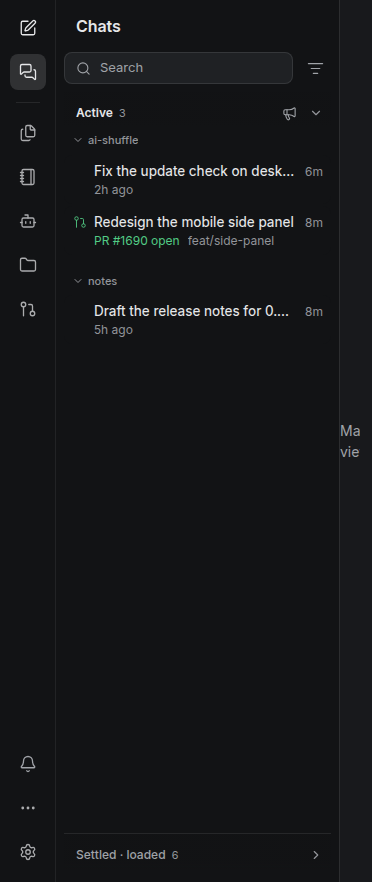 Chats
Search
Active 3
ai-shuffle
Fix the update check on desk... 6m
2h ago
Redesign the mobile side panel 8m
PR #1690 open feat/side-panel
notes
Draft the release notes for 0.... 8m
5h ago
Ma
vie
Settled · loaded 6